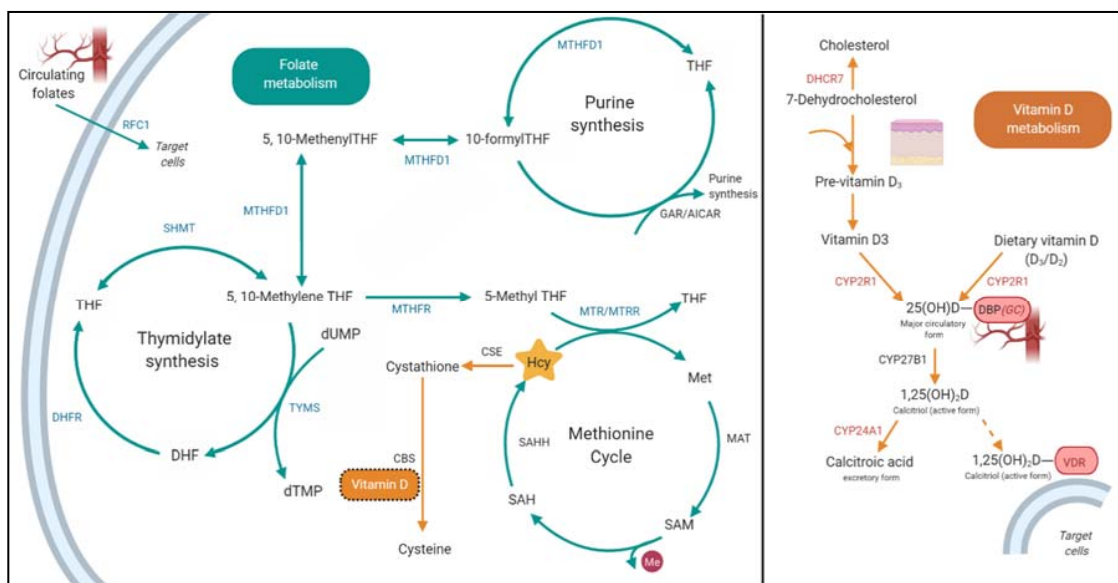 Circulating
folates
RFC1
Target
cells
Folate
metabolism
5, 10-MethenylTHF
MTHFD1
10-formylTHF
MTHFD1
THF
Purine
synthesis
Purine
synthesis
GAR/AICAR
MTHFD1
SHMT
THF
5, 10-Methylene THF
Thymidylate
synthesis
dUMP
DHFR
TYMS
DHF
dTMP
MTHFR
5-Methyl THF
MTR/MTRR
THF
CSE
Hcy
Cystathione
Met
CBS
Vitamin D
Cysteine
SAHH
Methionine
Cycle
MAT
SAH
SAM
Me
Cholesterol
DHCR7
7-Dehydrocholesterol
Vitamin D
metabolism
Pre-vitamin D₃
Vitamin D3
Dietary vitamin D
(D₃/D₂)
CYP2R1
CYP2R1
25(OH)D
DBP(GC)
Major circulatory
form
CYP27B1
1,25(OH)₂D
Calcitriol (active form)
CYP24A1
Calcitroic acid
excretory form
1,25(OH)₂D
VDR
Calcitriol (active form)
Target
cells